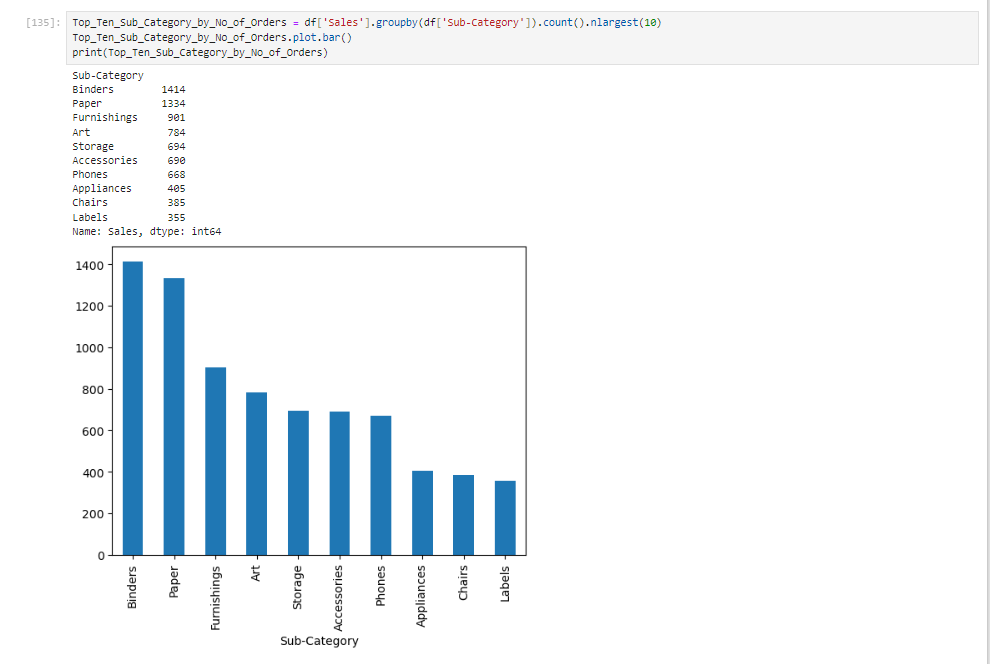 [135]: Top_Ten_Sub_Category_by_No_of_Orders = df['Sales'].groupby(df['Sub-Category']).count().nlargest(10)
Top_Ten_Sub_Category_by_No_of_Orders.plot.bar()
print(Top_Ten_Sub_Category_by_No_of_Orders)
Sub-Category
Binders 1414
Paper 1334
Furnishings 901
Art 784
Storage 694
Accessories 690
Phones 668
Appliances 405
Chairs 385
Labels 355
Name: Sales, dtype: int64
1400
1200
1000
800
600
400
200
0
Binders
Paper
Furnishings
Art
Storage
Accessories
Phones
Appliances
Chairs
Labels
Sub-Category